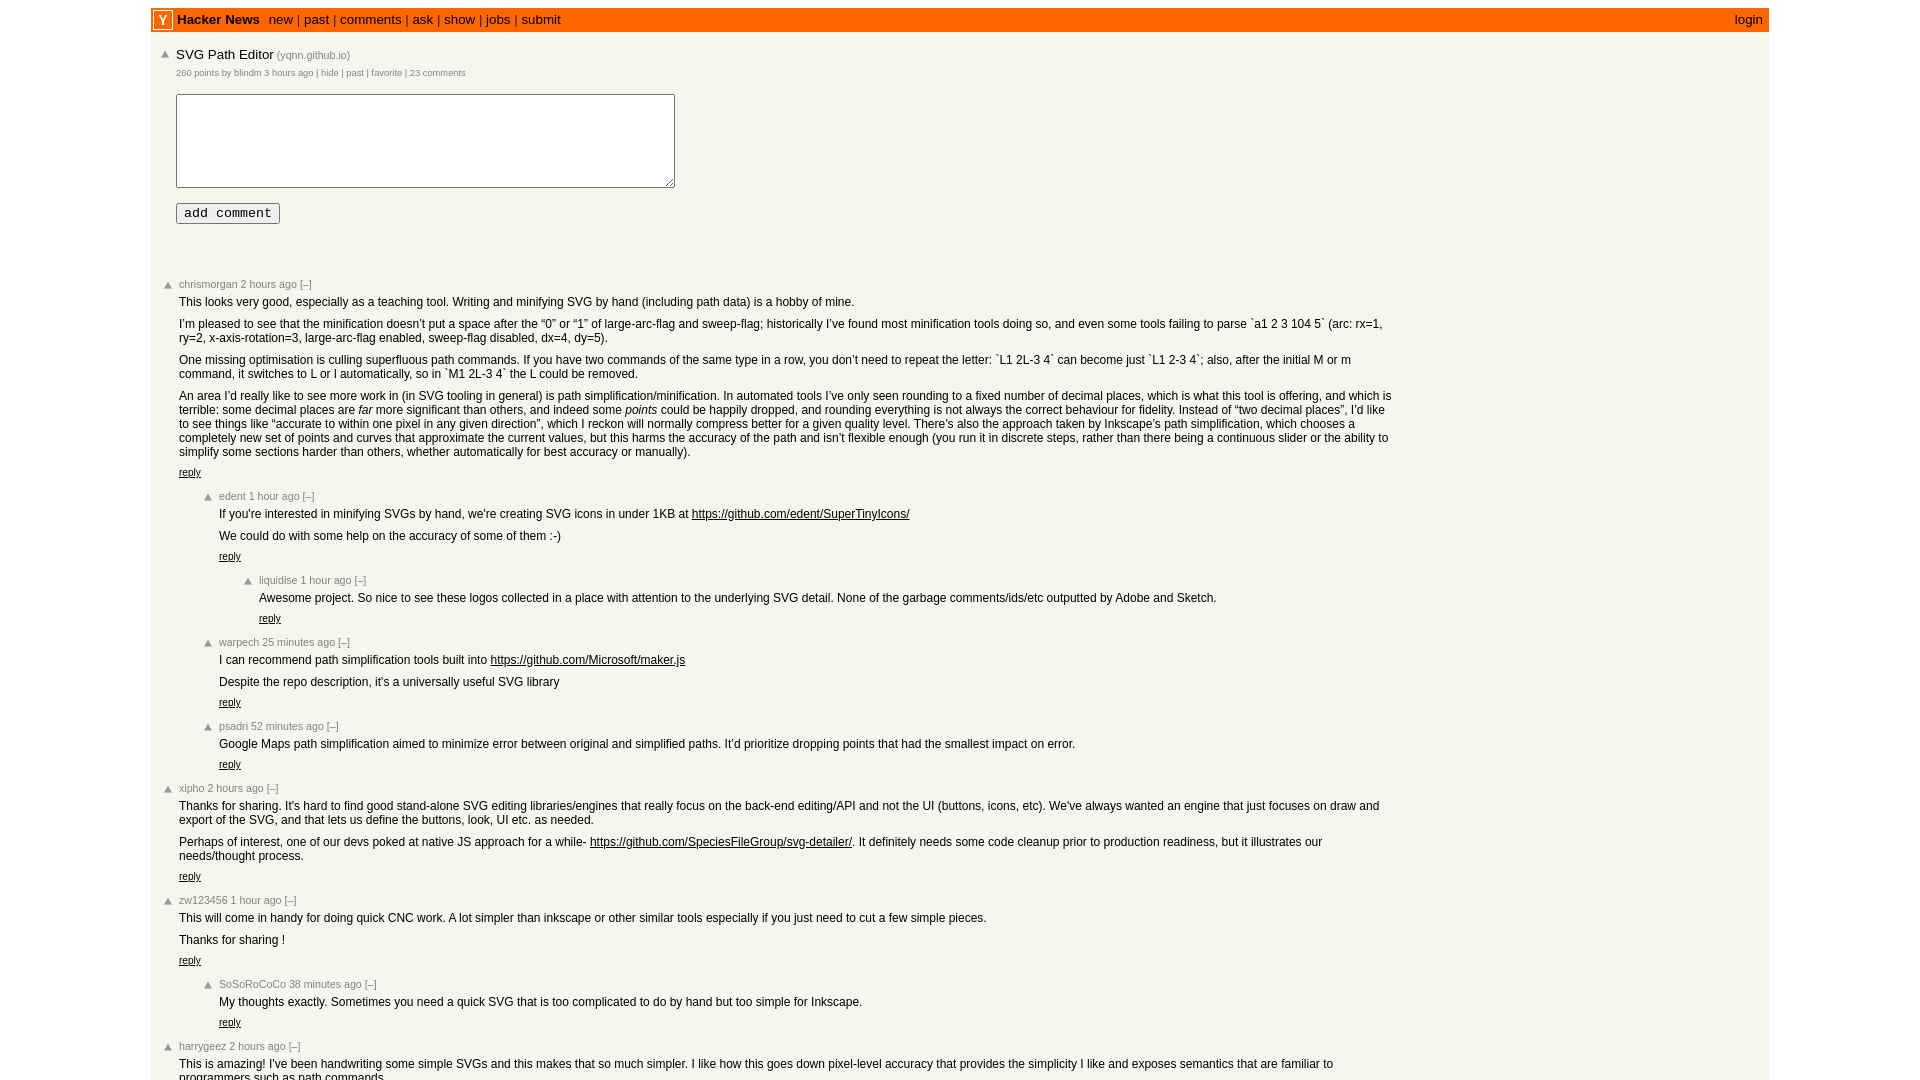 Y Hacker News new | past | comments | ask | show | jobs | submit login
SVG Path Editor (yqnn.github.io)
260 points by blindm 3 hours ago | hide | past | favorite | 23 comments
add comment
chrismorgan 2 hours ago [–]
This looks very good, especially as a teaching tool. Writing and minifying SVG by hand (including path data) is a hobby of mine.
I’m pleased to see that the minification doesn’t put a space after the “0” or “1” of large-arc-flag and sweep-flag; historically I’ve found most minification tools doing so, and even some tools failing to parse `a1 2 3 104 5` (arc: rx=1,
ry=2, x-axis-rotation=3, large-arc-flag enabled, sweep-flag disabled, dx=4, dy=5).
One missing optimisation is culling superfluous path commands. If you have two commands of the same type in a row, you don’t need to repeat the letter: `L1 2L-3 4` can become just `L1 2-3 4`; also, after the initial M or m
command, it switches to L or l automatically, so in `M1 2L-3 4` the L could be removed.
An area I’d really like to see more work in (in SVG tooling in general) is path simplification/minification. In automated tools I’ve only seen rounding to a fixed number of decimal places, which is what this tool is offering, and which is
terrible: some decimal places are far more significant than others, and indeed some points could be happily dropped, and rounding everything is not always the correct behaviour for fidelity. Instead of “two decimal places”, I’d like
to see things like “accurate to within one pixel in any given direction”, which I reckon will normally compress better for a given quality level. There’s also the approach taken by Inkscape’s path simplification, which chooses a
completely new set of points and curves that approximate the current values, but this harms the accuracy of the path and isn’t flexible enough (you run it in discrete steps, rather than there being a continuous slider or the ability to
simplify some sections harder than others, whether automatically for best accuracy or manually).
reply
edent 1 hour ago [–]
If you're interested in minifying SVGs by hand, we're creating SVG icons in under 1KB at https://github.com/edent/SuperTinyIcons/
We could do with some help on the accuracy of some of them :-)
reply
liquidise 1 hour ago [–]
Awesome project. So nice to see these logos collected in a place with attention to the underlying SVG detail. None of the garbage comments/ids/etc outputted by Adobe and Sketch.
reply
warpech 25 minutes ago [–]
I can recommend path simplification tools built into https://github.com/Microsoft/maker.js
Despite the repo description, it's a universally useful SVG library
reply
psadri 52 minutes ago [–]
Google Maps path simplification aimed to minimize error between original and simplified paths. It’d prioritize dropping points that had the smallest impact on error.
reply
xipho 2 hours ago [–]
Thanks for sharing. It's hard to find good stand-alone SVG editing libraries/engines that really focus on the back-end editing/API and not the UI (buttons, icons, etc). We've always wanted an engine that just focuses on draw and
export of the SVG, and that lets us define the buttons, look, UI etc. as needed.
Perhaps of interest, one of our devs poked at native JS approach for a while- https://github.com/SpeciesFileGroup/svg-detailer/. It definitely needs some code cleanup prior to production readiness, but it illustrates our
needs/thought process.
reply
zw123456 1 hour ago [–]
This will come in handy for doing quick CNC work. A lot simpler than inkscape or other similar tools especially if you just need to cut a few simple pieces.
Thanks for sharing !
reply
SoSoRoCoCo 38 minutes ago [–]
My thoughts exactly. Sometimes you need a quick SVG that is too complicated to do by hand but too simple for Inkscape.
reply
harrygeez 2 hours ago [–]
This is amazing! I've been handwriting some simple SVGs and this makes that so much simpler. I like how this goes down pixel-level accuracy that provides the simplicity I like and exposes semantics that are familiar to
programmers such as path commands.